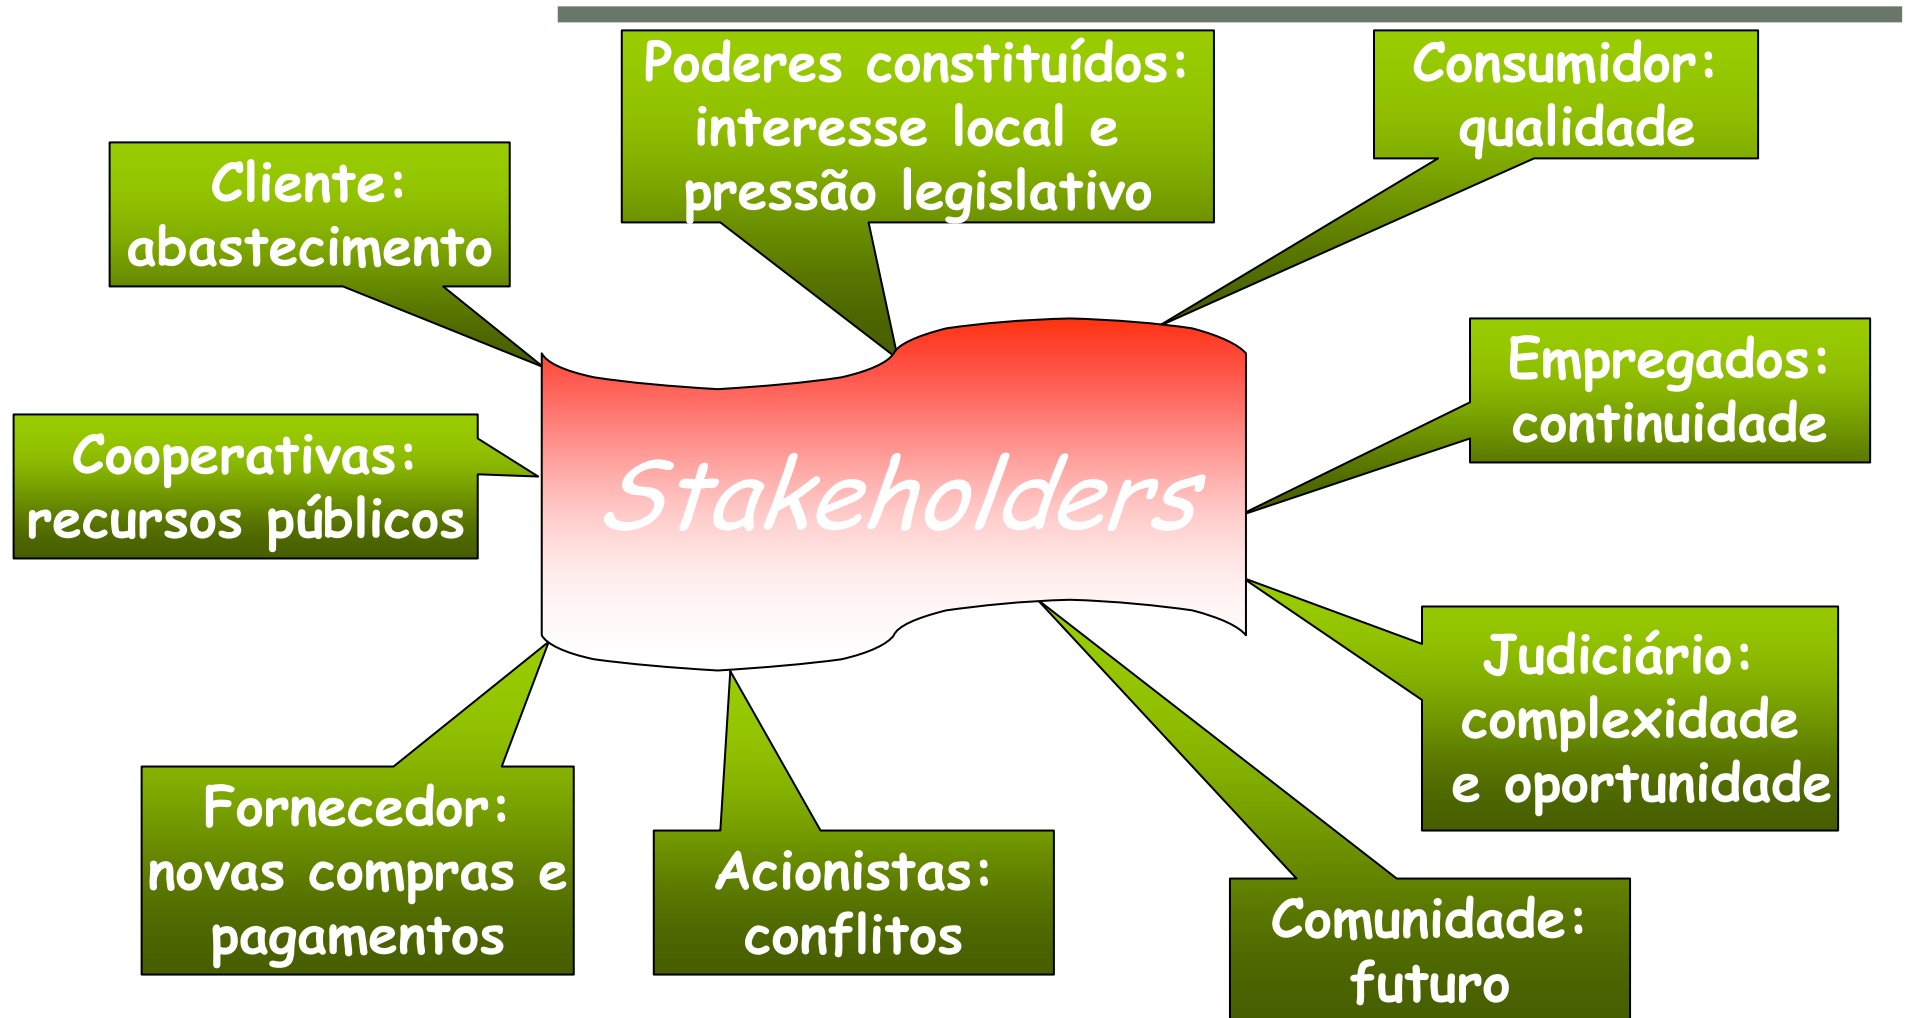 Poderes constituídos:
interesse local e
pressão legislativo
Consumidor:
qualidade
Cliente:
abastecimento
Empregados:
continuidade
Cooperativas:
recursos públicos
Stakeholders
Judiciário:
complexidade
e oportunidade
Fornecedor:
novas compras e
pagamentos
Acionistas:
conflitos
Comunidade:
futuro